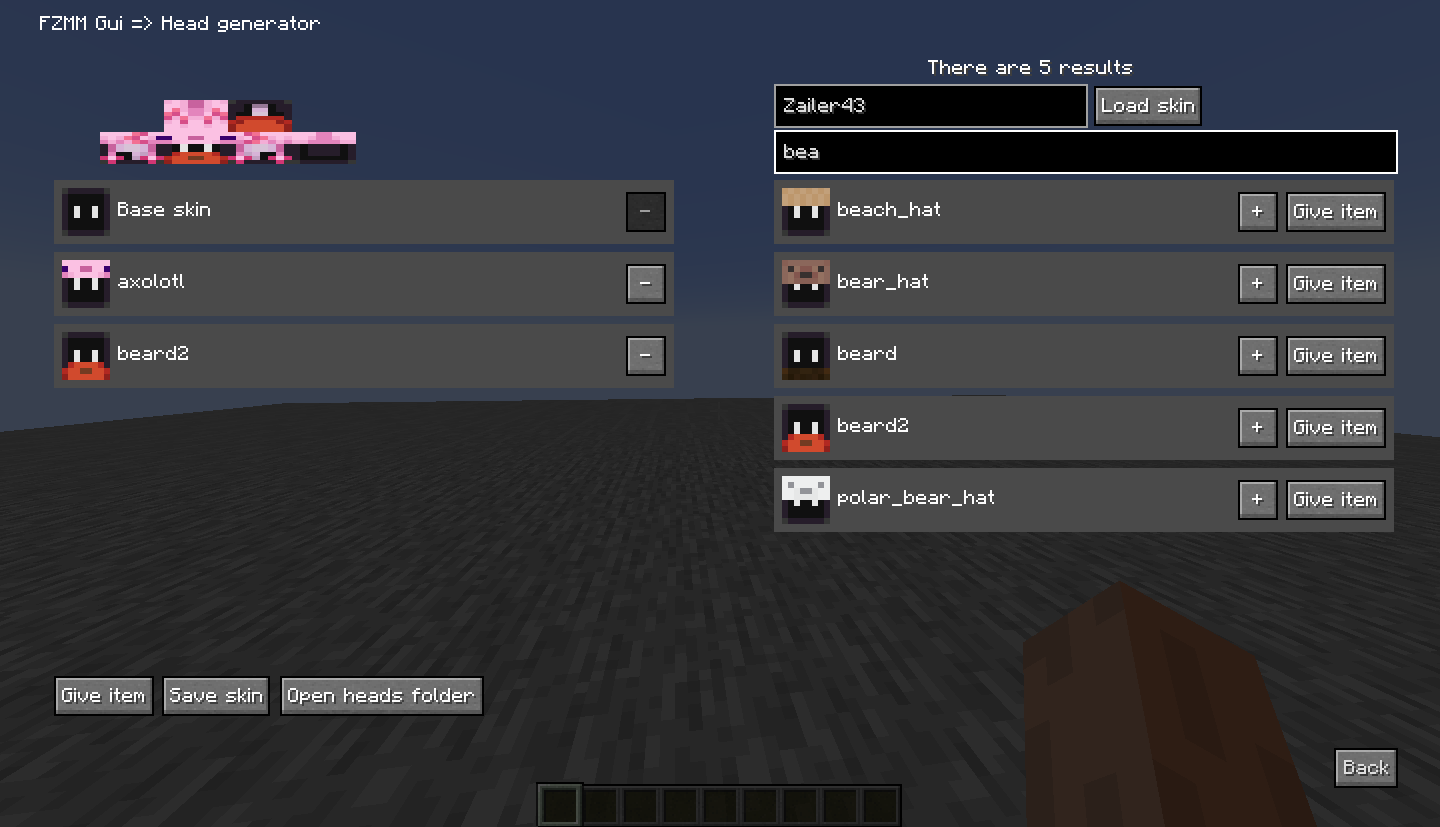 FZMM Gui => Head generator
There are 5 results
Zailer43
Load skin
bea
Base skin
-
axolotl
-
beard2
-
beach_hat
+
Give item
bear_hat
+
Give item
beard
+
Give item
beard2
+
Give item
polar_bear_hat
+
Give item
Give item
Save skin
Open heads folder
Back